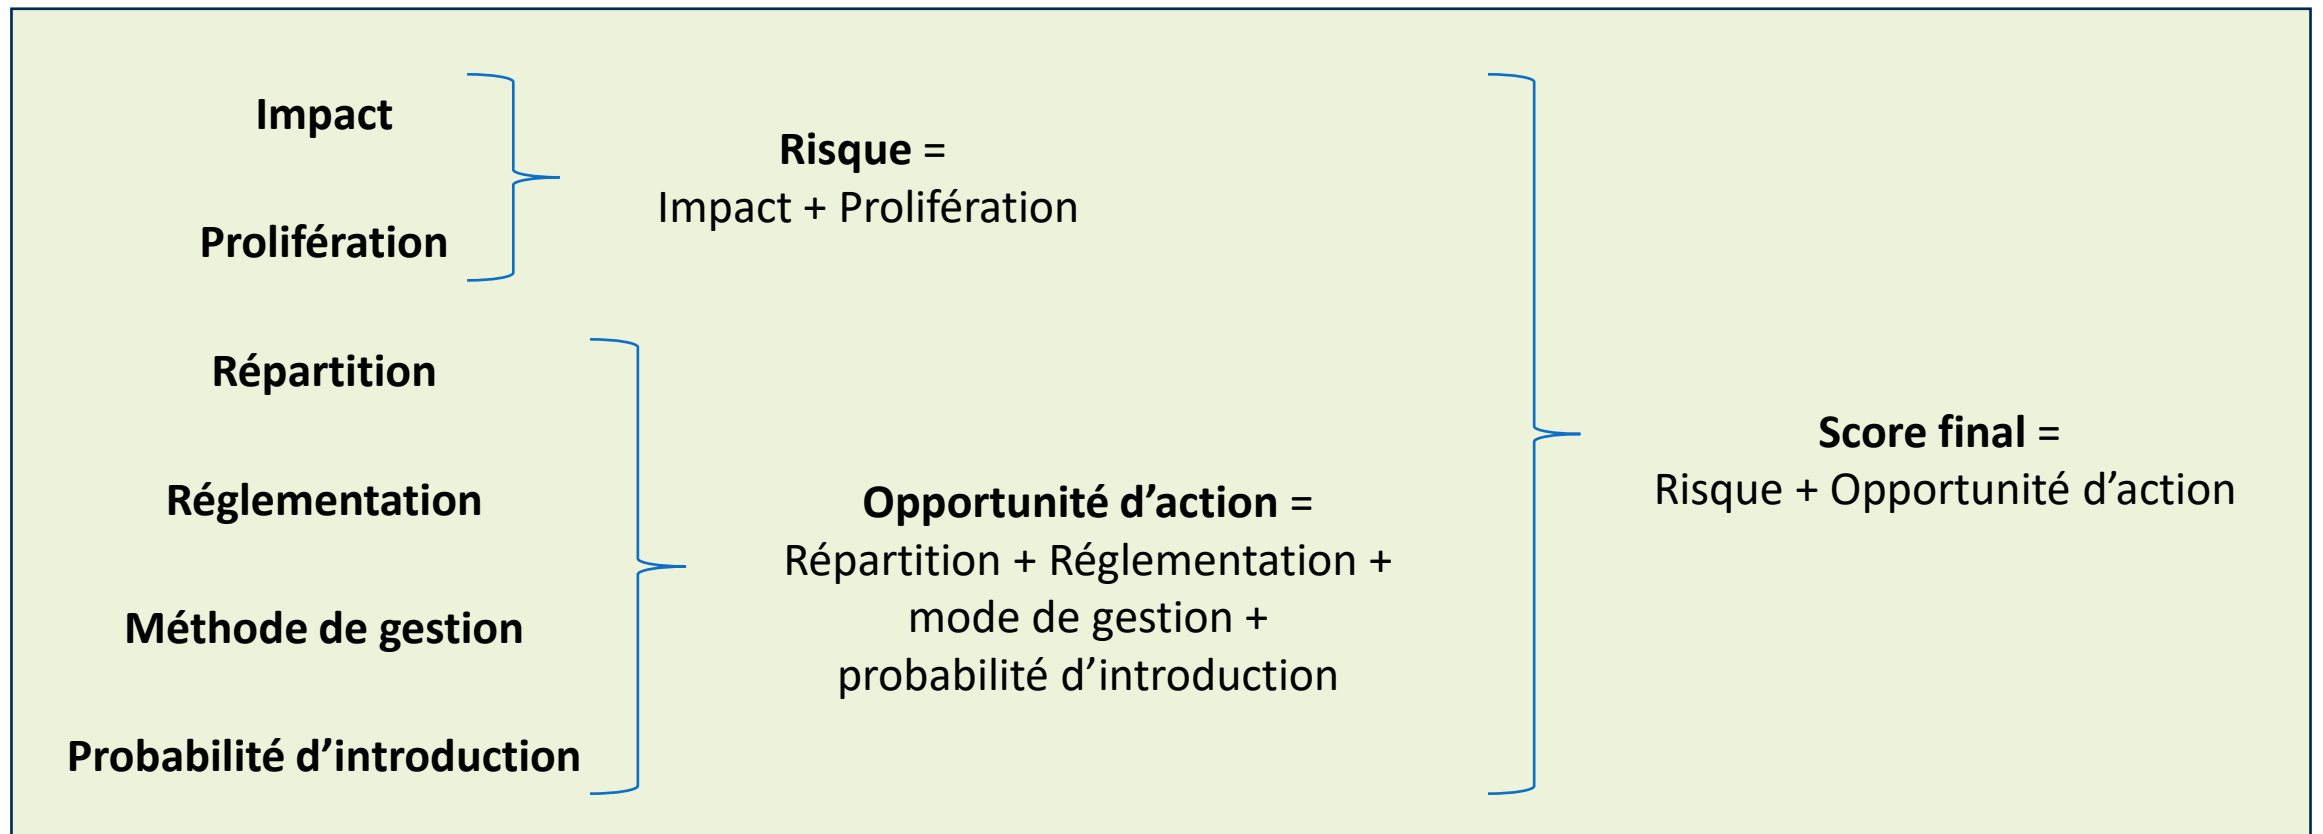 Impact
Prolifération
Répartition
Réglementation
Méthode de gestion
Probabilité d’introduction
Risque =
Impact + Prolifération
Opportunité d’action =
Répartition + Réglementation +
mode de gestion +
probabilité d’introduction
Score final =
Risque + Opportunité d’action